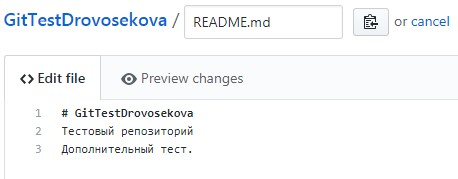 GitTestDrovosekova / README.md or cancel
<> Edit file Preview changes
1 # GitTestDrovosekova
2 Тестовый репозиторий
3 Дополнительный тест.